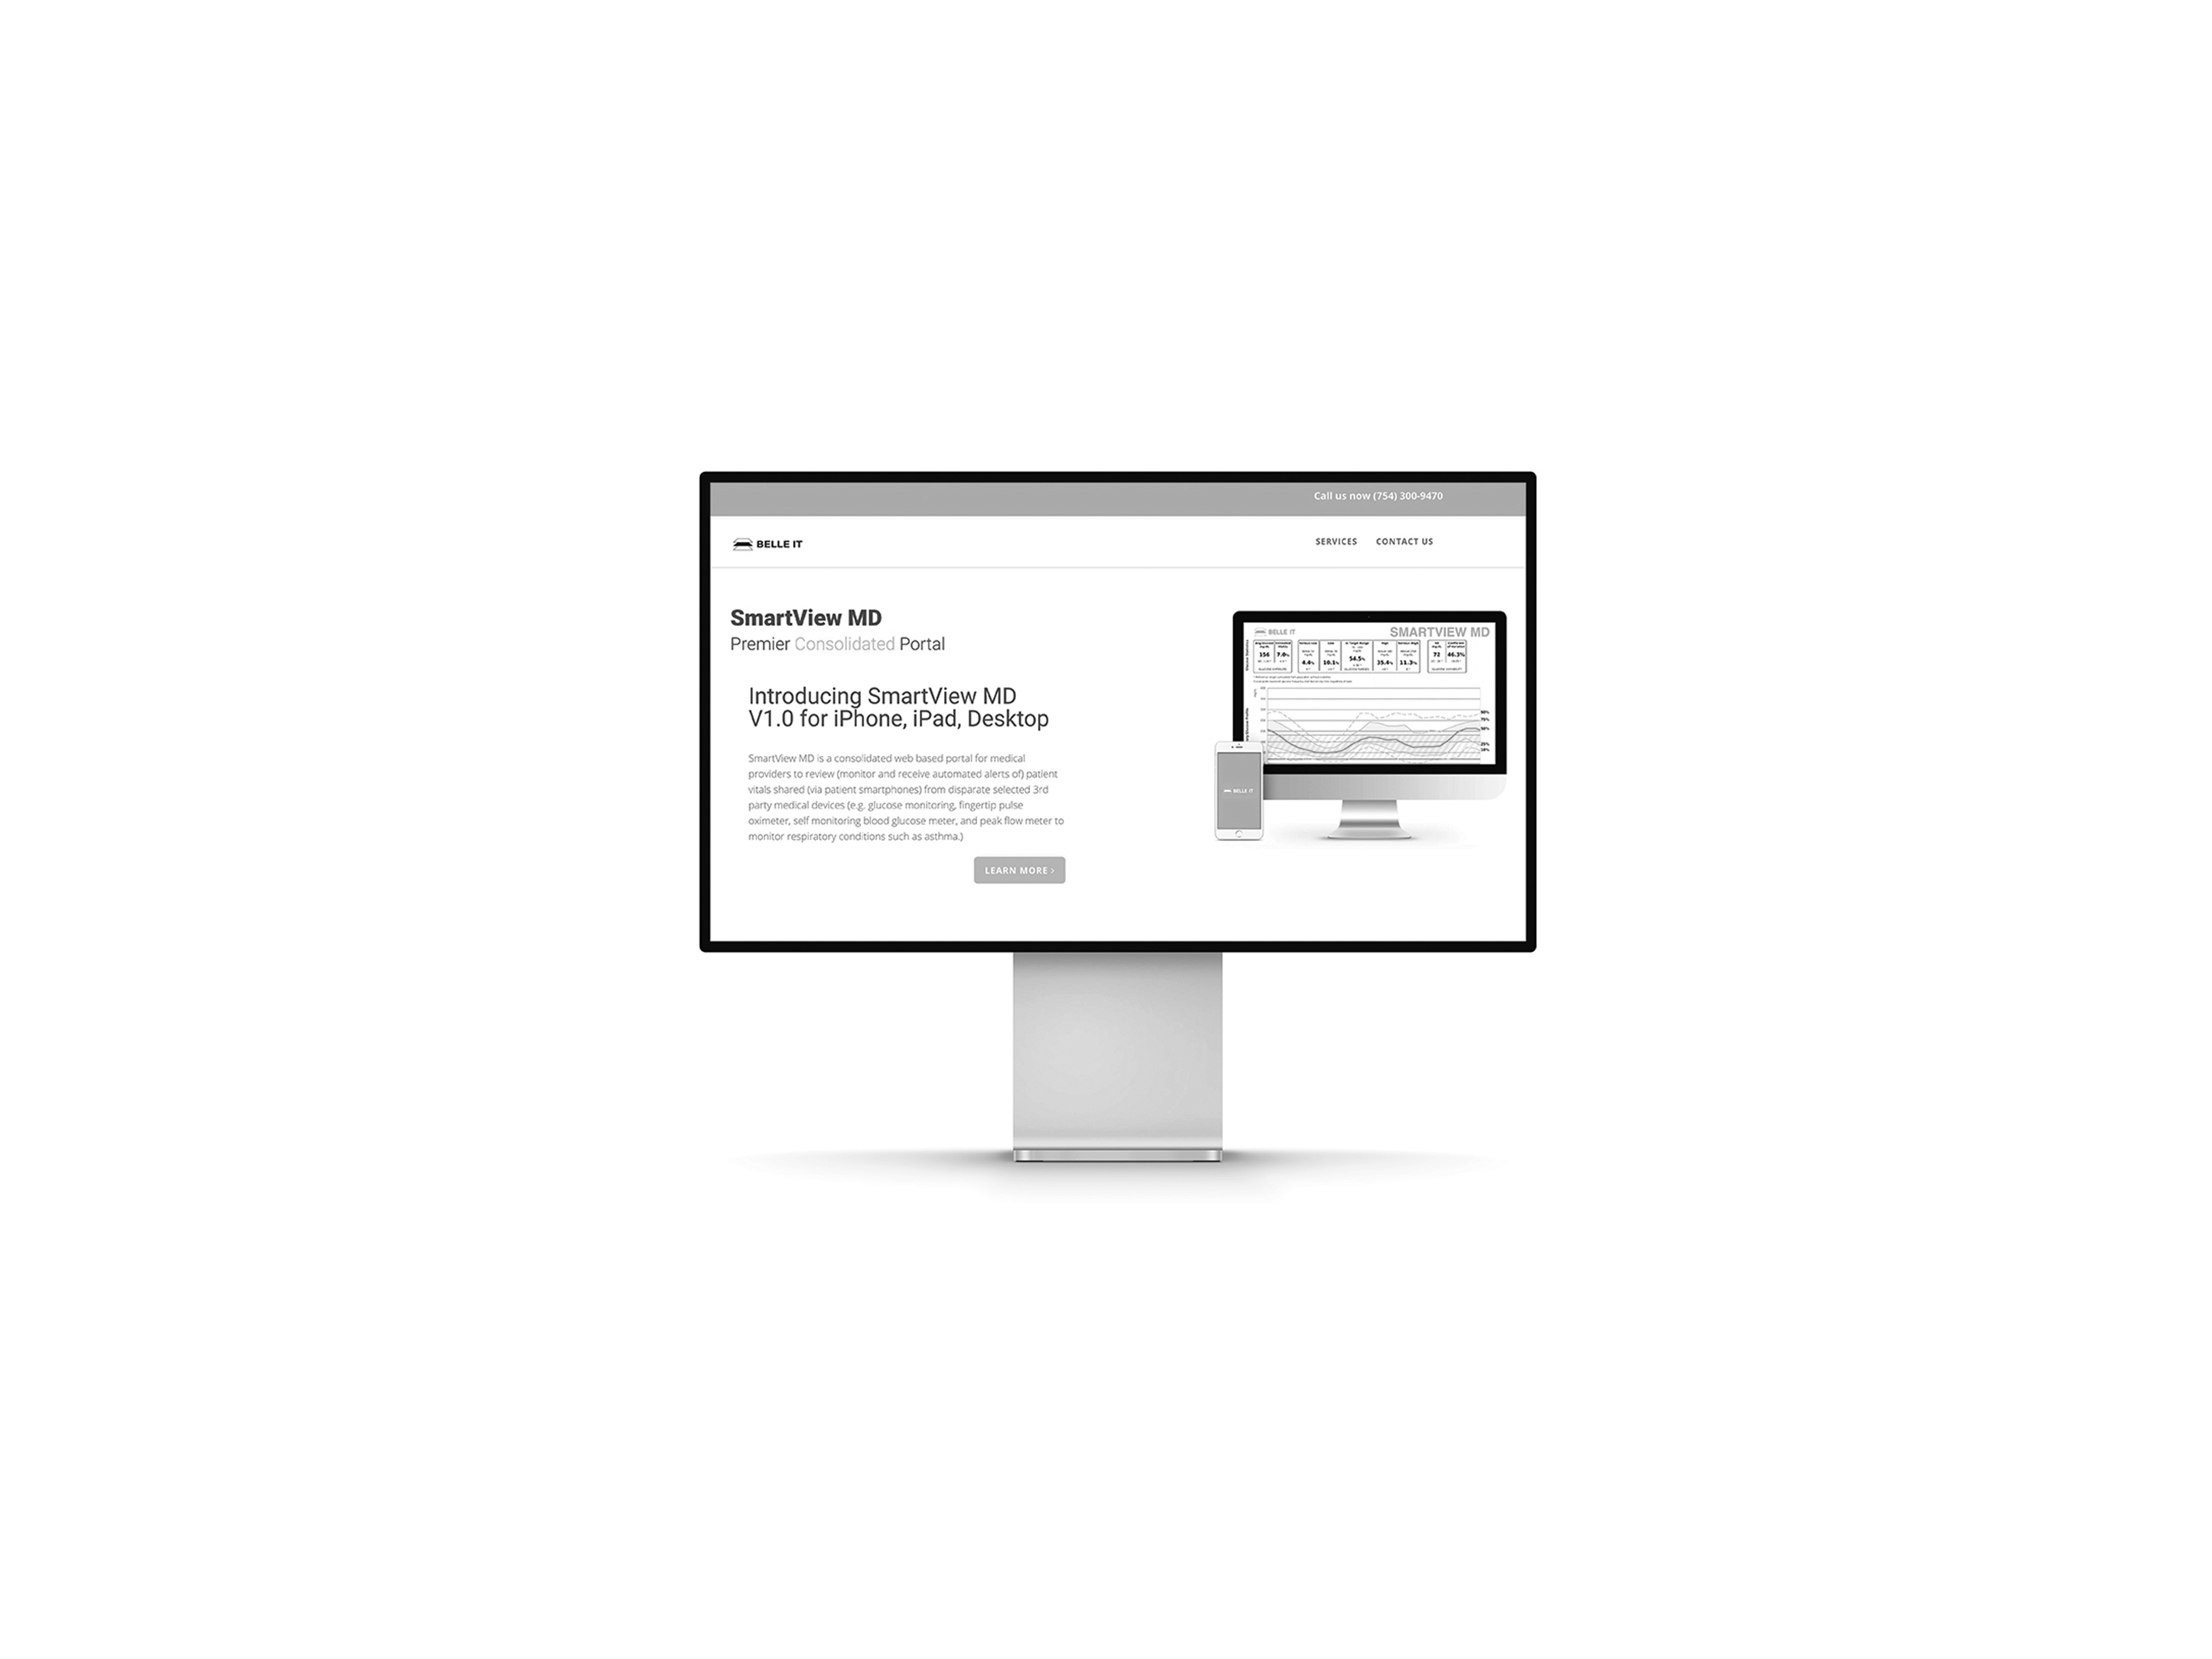 Call us now (754) 300-9470
BELLE IT
SERVICES
CONTACT US
SmartView MD
Premier Consolidated Portal
Introducing SmartView MD
V1.0 for iPhone, iPad, Desktop
SmartView MD is a consolidated web based portal for medical
providers to review (monitor and receive automated alerts of) patient
vitals shared (via patient smartphones) from disparate selected 3rd
party medical devices (e.g. glucose monitoring, fingertip pulse
oximeter, self monitoring blood glucose meter, and peak flow meter to
monitor respiratory conditions such as asthma.)
LEARN MORE ›
BELLE IT
SMARTVIEW MD
156 7.0% 4.4% 10.1% 54.5% 35.4% 11.3% 72 46.3%
BELLE IT